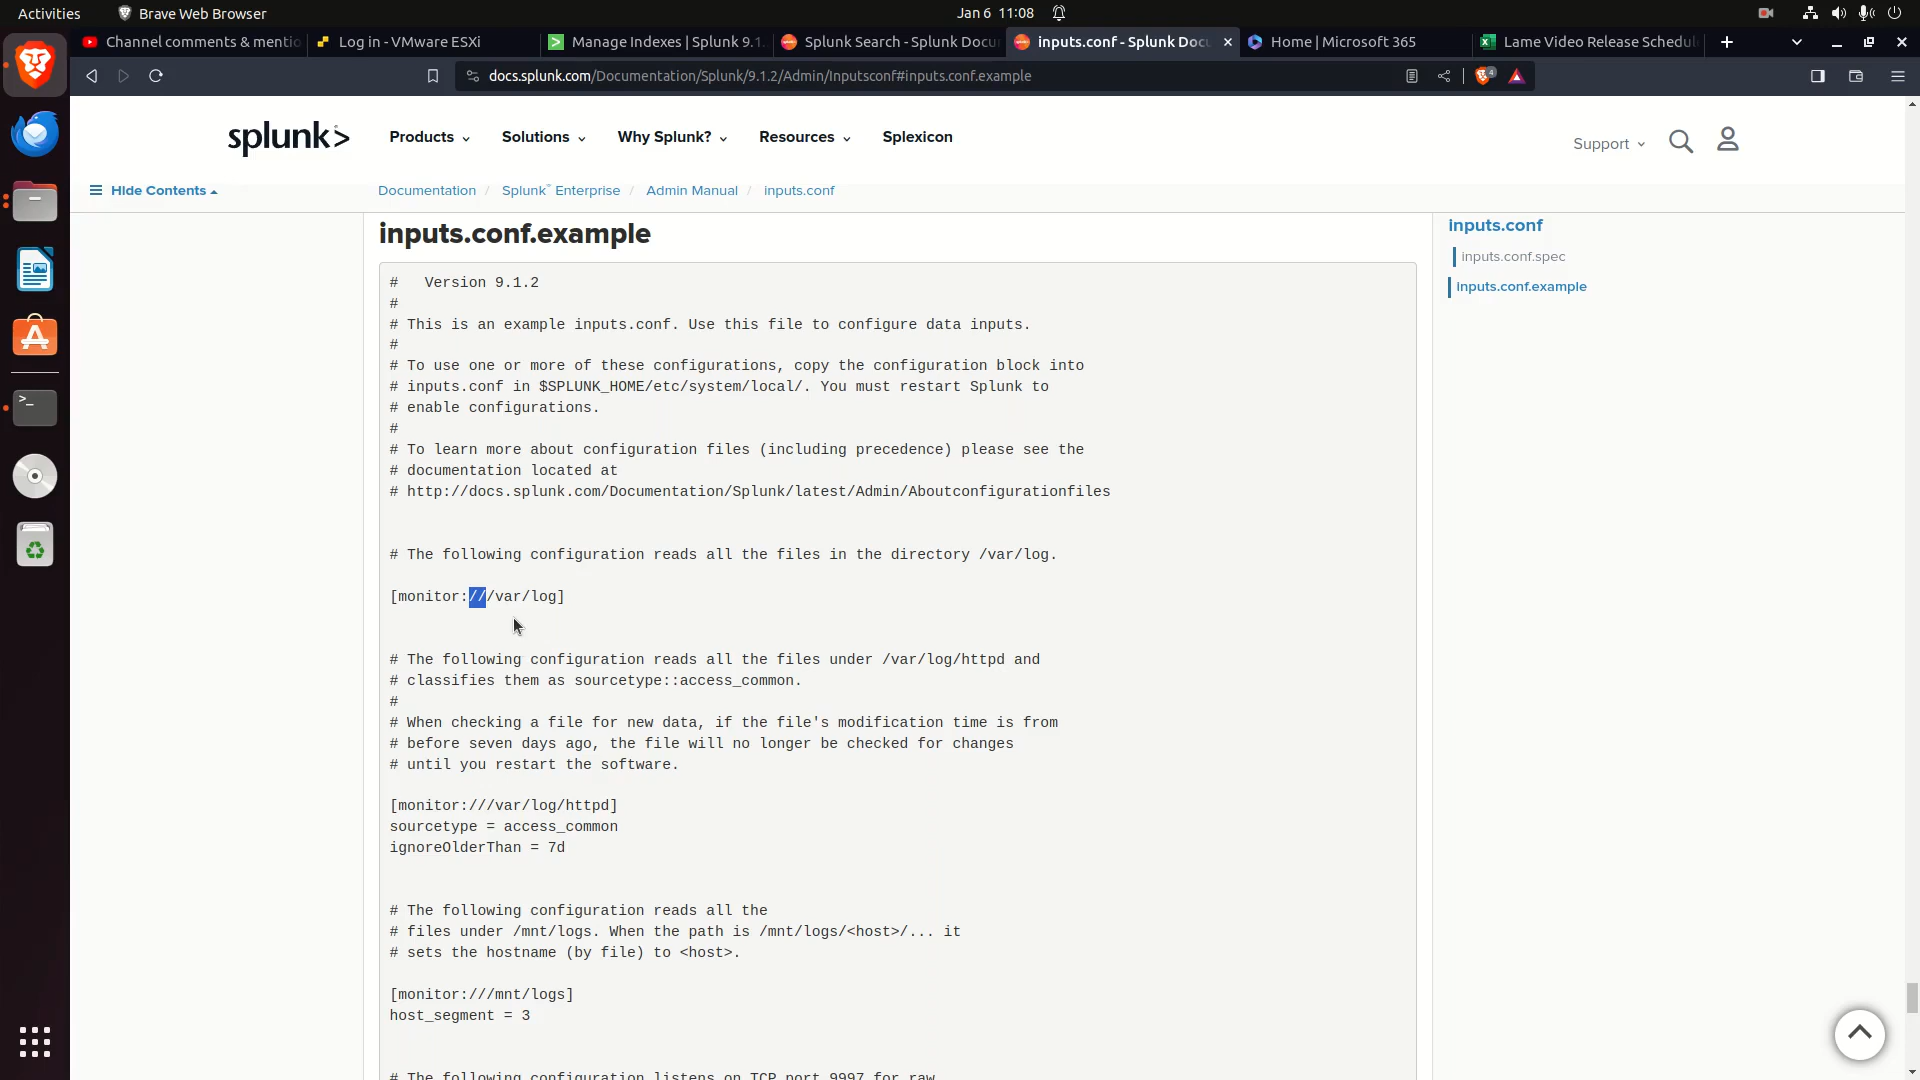 Activities
Brave Web Browser
Jan 6 11:08
Channel comments & mentio
Log in - VMware ESXi
Manage Indexes | Splunk 9.1.
Splunk Search - Splunk Docu
inputs.conf - Splunk Docu
Home | Microsoft 365
Lame Video Release Schedul
docs.splunk.com/Documentation/Splunk/9.1.2/Admin/Inputsconf#inputs.conf.example
4
splunk>
Products
Solutions
Why Splunk?
Resources
Splexicon
Support
Hide Contents
Documentation / Splunk® Enterprise / Admin Manual / inputs.conf
inputs.conf.example
#   Version 9.1.2
#
# This is an example inputs.conf. Use this file to configure data inputs.
#
# To use one or more of these configurations, copy the configuration block into
# inputs.conf in $SPLUNK_HOME/etc/system/local/. You must restart Splunk to
# enable configurations.
#
# To learn more about configuration files (including precedence) please see the
# documentation located at
# http://docs.splunk.com/Documentation/Splunk/latest/Admin/Aboutconfigurationfiles
# The following configuration reads all the files in the directory /var/log.
[monitor:///var/log]
# The following configuration reads all the files under /var/log/httpd and
# classifies them as sourcetype::access_common.
#
# When checking a file for new data, if the file's modification time is from
# before seven days ago, the file will no longer be checked for changes
# until you restart the software.
[monitor:///var/log/httpd]
sourcetype = access_common
ignoreOlderThan = 7d
# The following configuration reads all the
# files under /mnt/logs. When the path is /mnt/logs/<host>/... it
# sets the hostname (by file) to <host>.
[monitor:///mnt/logs]
host_segment = 3
# The following configuration listens on TCP port 9997 for raw
inputs.conf
inputs.conf.spec
inputs.conf.example